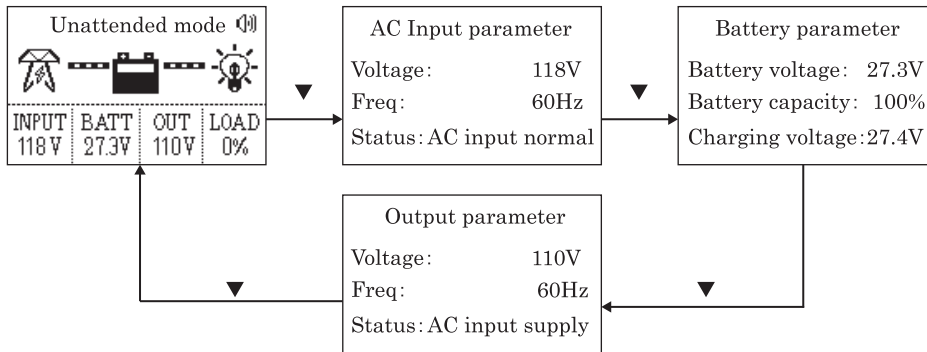 Unattended mode
INPUT BATT OUT LOAD
118V 27.3V 110V 0%
AC Input parameter
Voltage: 118V
Freq: 60Hz
Status: AC input normal
Battery parameter
Battery voltage: 27.3V
Battery capacity: 100%
Charging voltage:27.4V
Output parameter
Voltage: 110V
Freq: 60Hz
Status: AC input supply